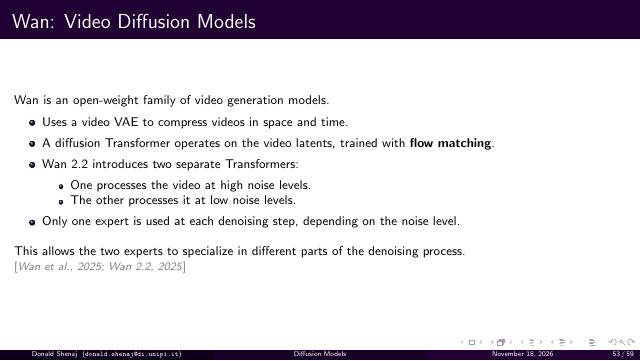 Wan: Video Diffusion Models
Wan is an open-weight family of video generation models.
Uses a video VAE to compress videos in space and time.
A diffusion Transformer operates on the video latents, trained with flow matching.
Wan 2.2 introduces two separate Transformers:
One processes the video at high noise levels.
The other processes it at low noise levels.
Only one expert is used at each denoising step, depending on the noise level.
This allows the two experts to specialize in different parts of the denoising process.
[Wan et al., 2025; Wan 2.2, 2025]
Donald Shenaj (donald.shenaj@di.unipi.it) Diffusion Models November 18, 2026 53 / 59